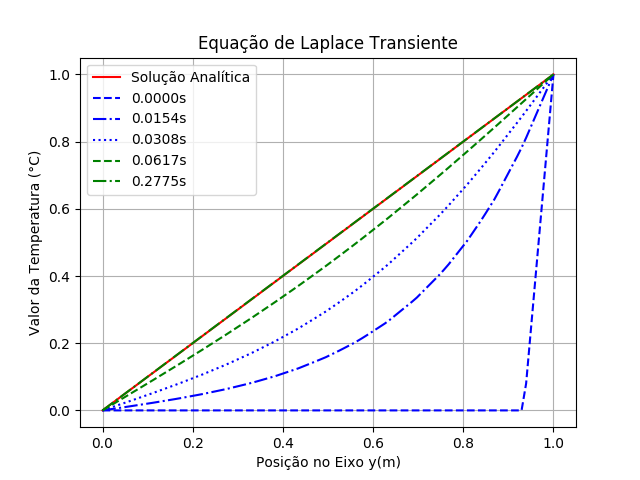 Equação de Laplace Transiente
Solução Analítica
0.0000s
0.0154s
0.0308s
0.0617s
0.2775s
Valor da Temperatura (°C)
1.0
0.8
0.6
0.4
0.2
0.0
0.0 0.2 0.4 0.6 0.8 1.0
Posição no Eixo y(m)